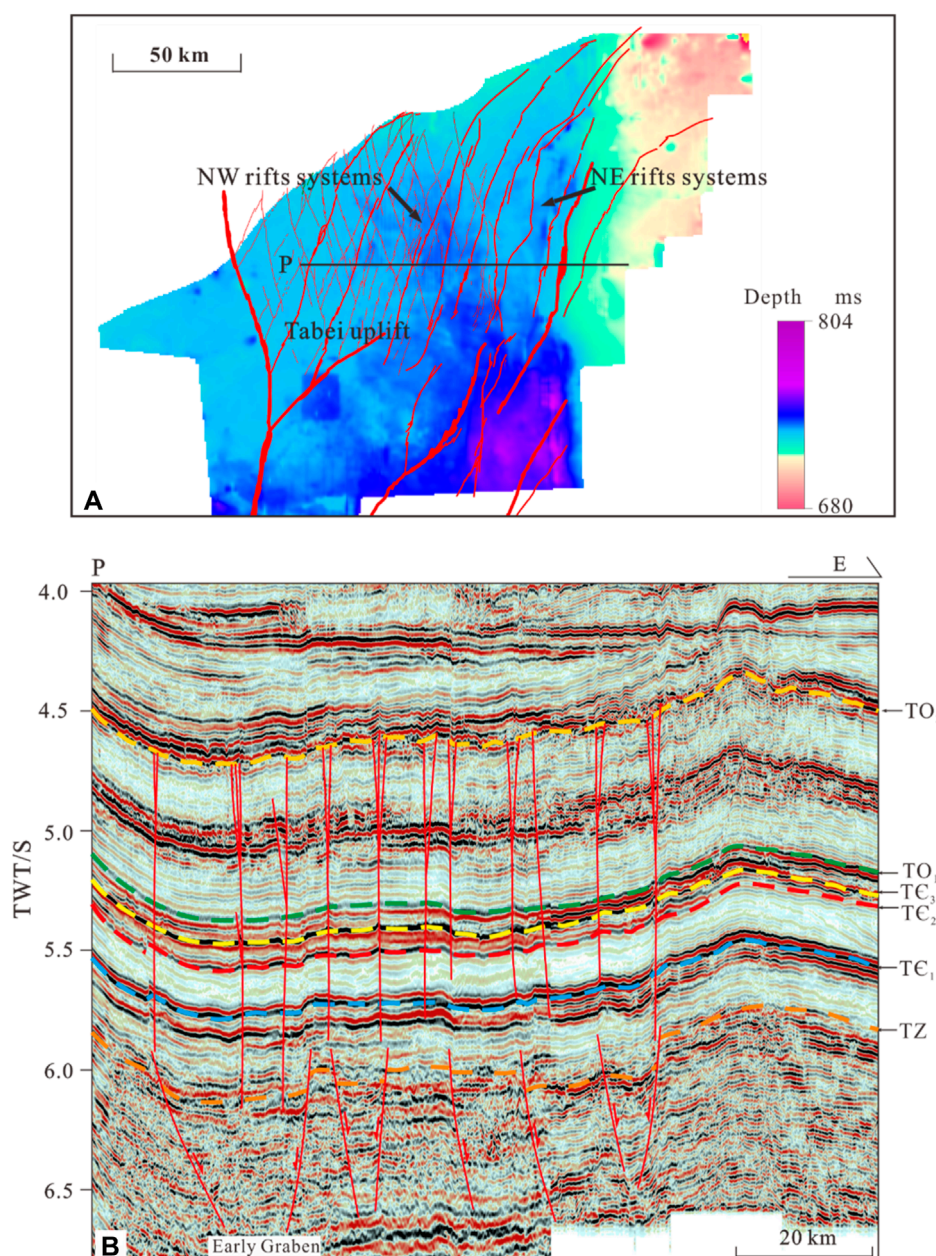 50 km
NW rifts systems
NE rifts systems
P
Depth ms
804
Tabei uplift
680
A
P
E
4.0
4.5
TO
5.0
TO₁
TЄ₃
TЄ₂
5.5
TЄ₁
TZ
6.0
6.5
TWT/S
20 km
Early Graben
B